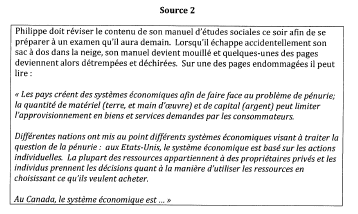 Source 2
Philippe doit réviser le contenu de son manuel d'études sociales ce soir afin de se
préparer à un examen qu'il aura demain. Lorsqu'il échappe accidentellement son
sac à dos dans la neige, son manuel devient mouillé et quelques-unes des pages
deviennent alors détrempées et déchirées. Sur une des pages endommagées il peut
lire :
« Les pays créent des systèmes économiques afin de faire face au problème de pénurie;
la quantité de matériel (terre, et main d'œuvre) et de capital (argent) peut limiter
l'approvisionnement en biens et services demandes par les consommateurs.
Différentes nations ont mis au point différents systèmes économiques visant à traiter la
question de la pénurie : aux Etats-Unis, le système économique est basé sur les actions
individuelles. La plupart des ressources appartiennent à des propriétaires privés et les
individus prennent les décisions quant à la manière d'utiliser les ressources en
choisissant ce qu'ils veulent acheter.
Au Canada, le système économique est ... »